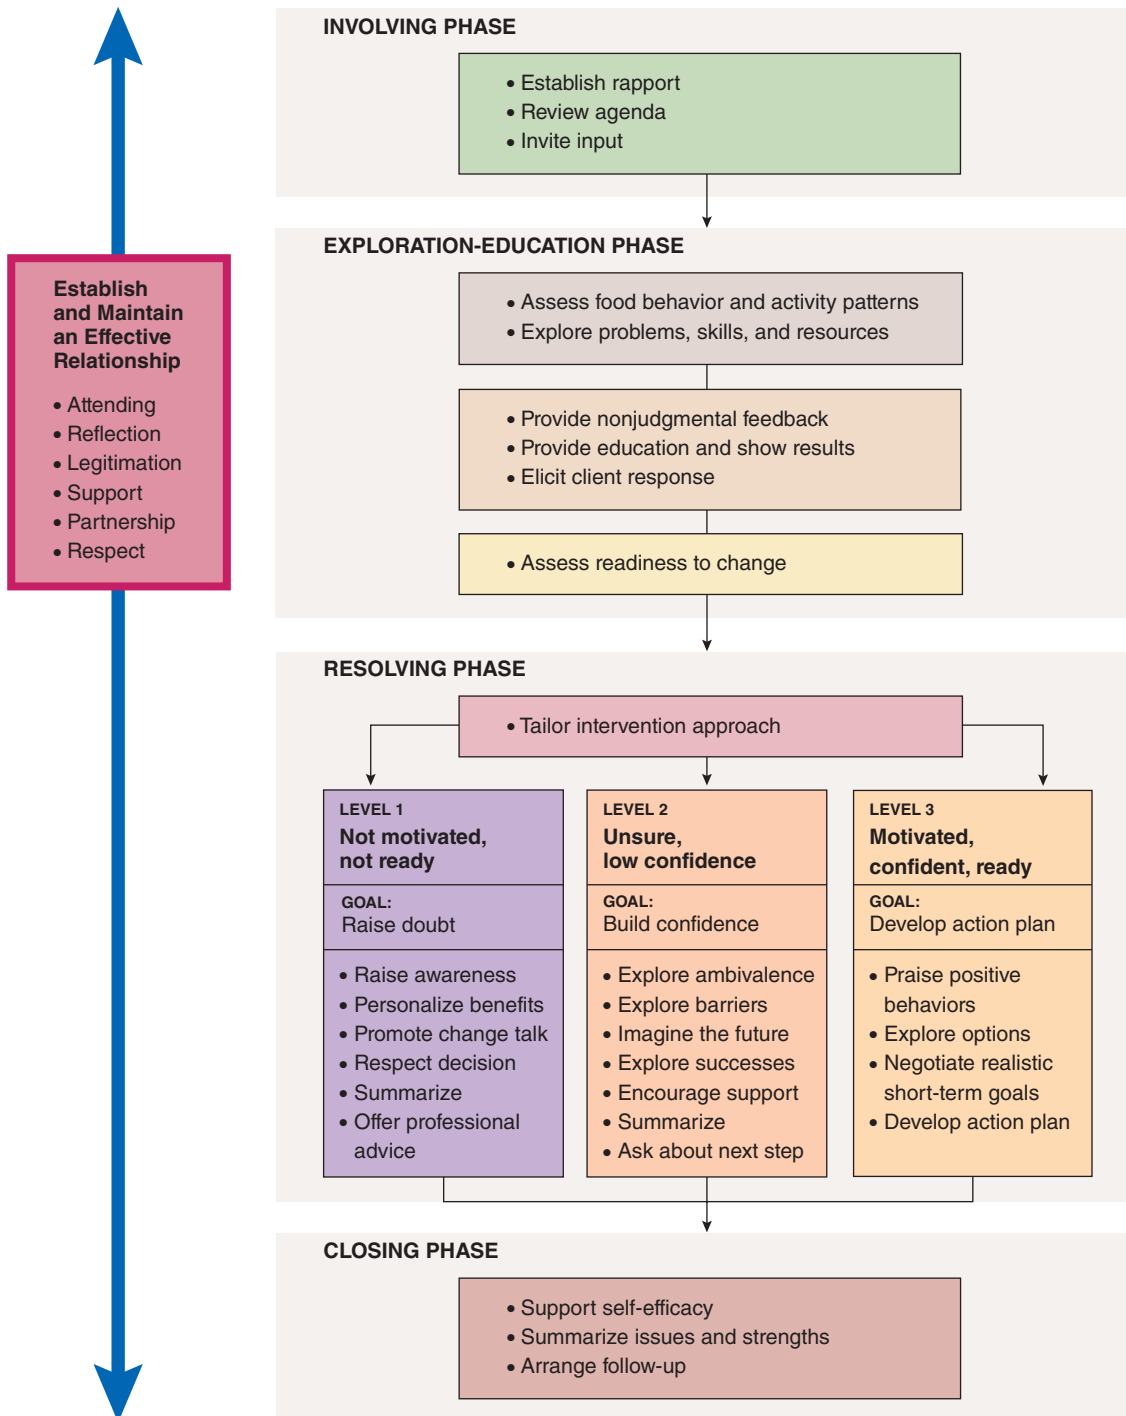 INVOLVING PHASE
• Establish rapport
• Review agenda
• Invite input
EXPLORATION-EDUCATION PHASE
• Assess food behavior and activity patterns
• Explore problems, skills, and resources
• Provide nonjudgmental feedback
• Provide education and show results
• Elicit client response
• Assess readiness to change
Establish
and Maintain
an Effective
Relationship
• Attending
• Reflection
• Legitimation
• Support
• Partnership
• Respect
RESOLVING PHASE
• Tailor intervention approach
LEVEL 1
Not motivated,
not ready
GOAL:
Raise doubt
• Raise awareness
• Personalize benefits
• Promote change talk
• Respect decision
• Summarize
• Offer professional
advice
LEVEL 2
Unsure,
low confidence
GOAL:
Build confidence
• Explore ambivalence
• Explore barriers
• Imagine the future
• Explore successes
• Encourage support
• Summarize
• Ask about next step
LEVEL 3
Motivated,
confident, ready
GOAL:
Develop action plan
• Praise positive
behaviors
• Explore options
• Negotiate realistic
short-term goals
• Develop action plan
CLOSING PHASE
• Support self-efficacy
• Summarize issues and strengths
• Arrange follow-up